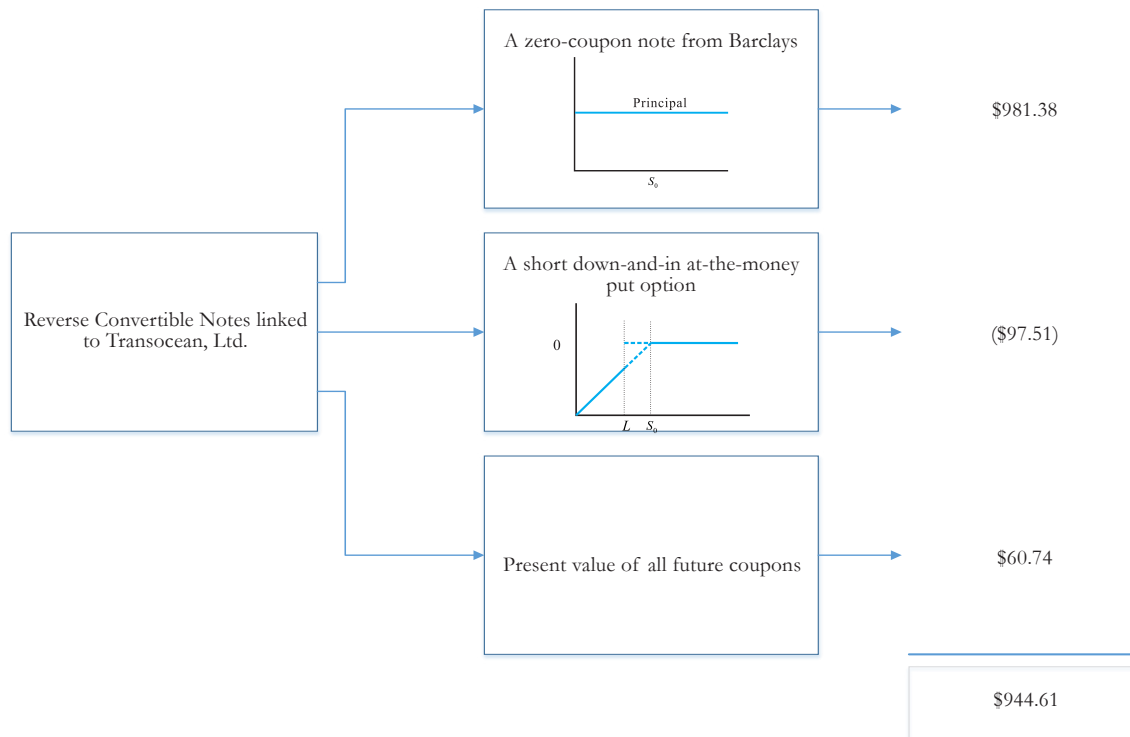 A zero-coupon note from Barclays
Principal
S₀
$981.38
Reverse Convertible Notes linked
to Transocean, Ltd.
A short down-and-in at-the-money
put option
0
L S₀
($97.51)
Present value of all future coupons
$60.74
$944.61